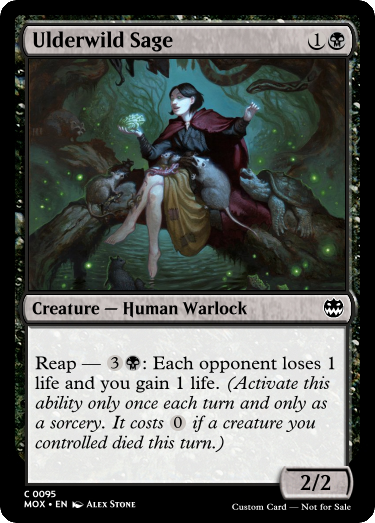 Ulderwild Sage 1
Creature — Human Warlock
Reap — 3 : Each opponent loses 1
life and you gain 1 life. (Activate this
ability only once each turn and only as
a sorcery. It costs 0 if a creature you
controlled died this turn.)
2/2
C 0095
MOX • EN Alex Stone
Custom Card — Not for Sale